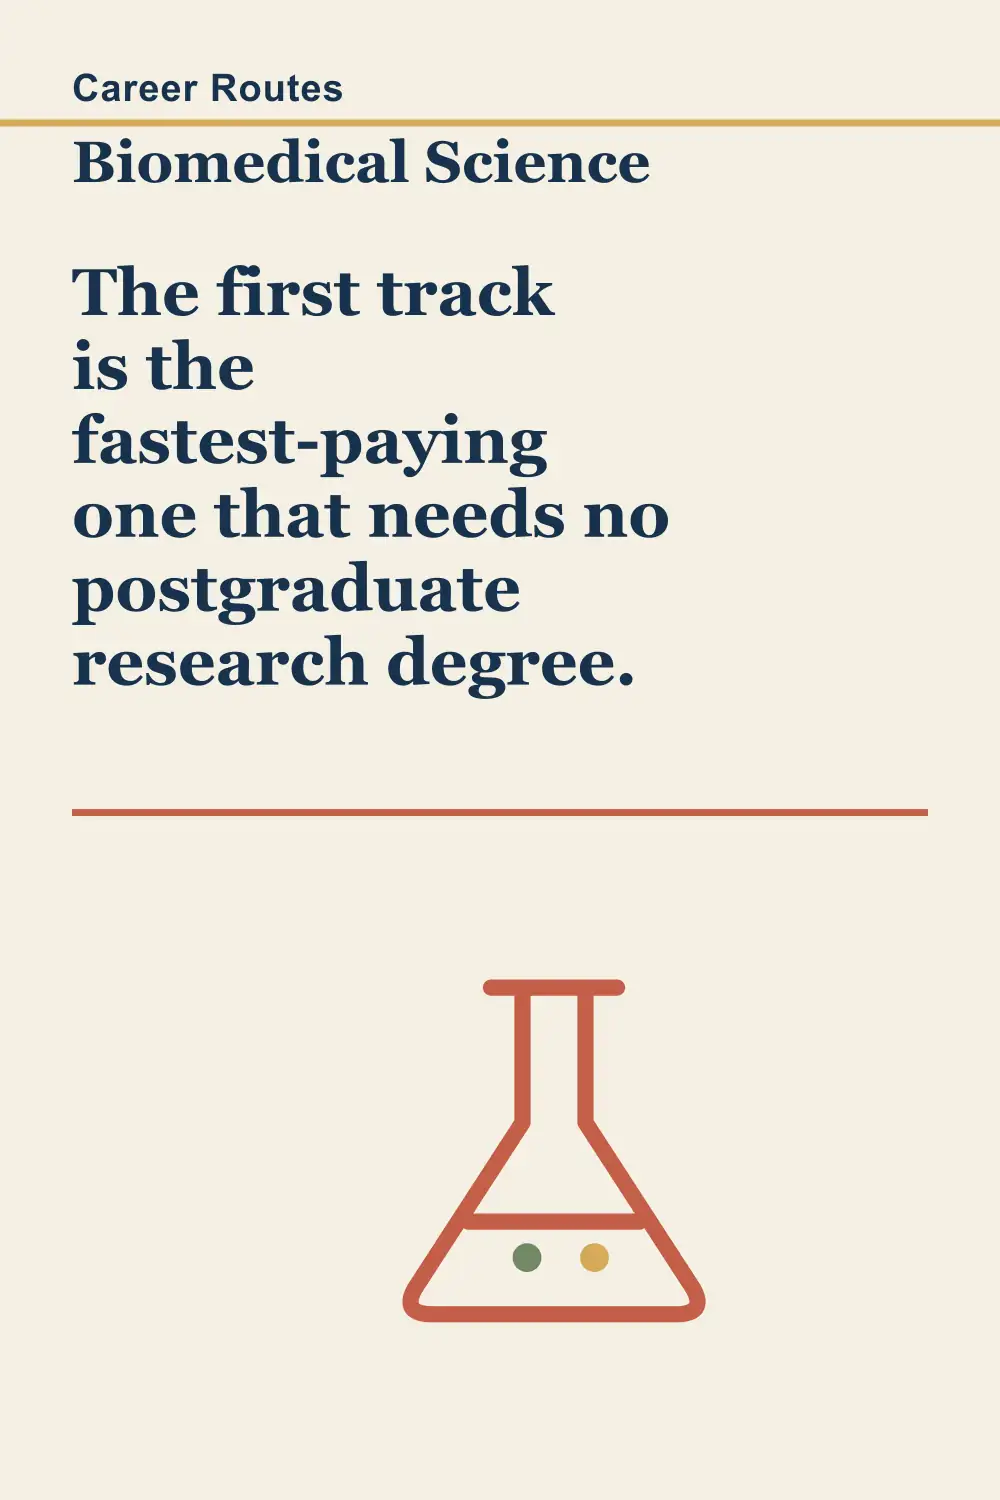 Career Routes
Biomedical Science
The first track
is the
fastest-paying
one that needs no
postgraduate
research degree.